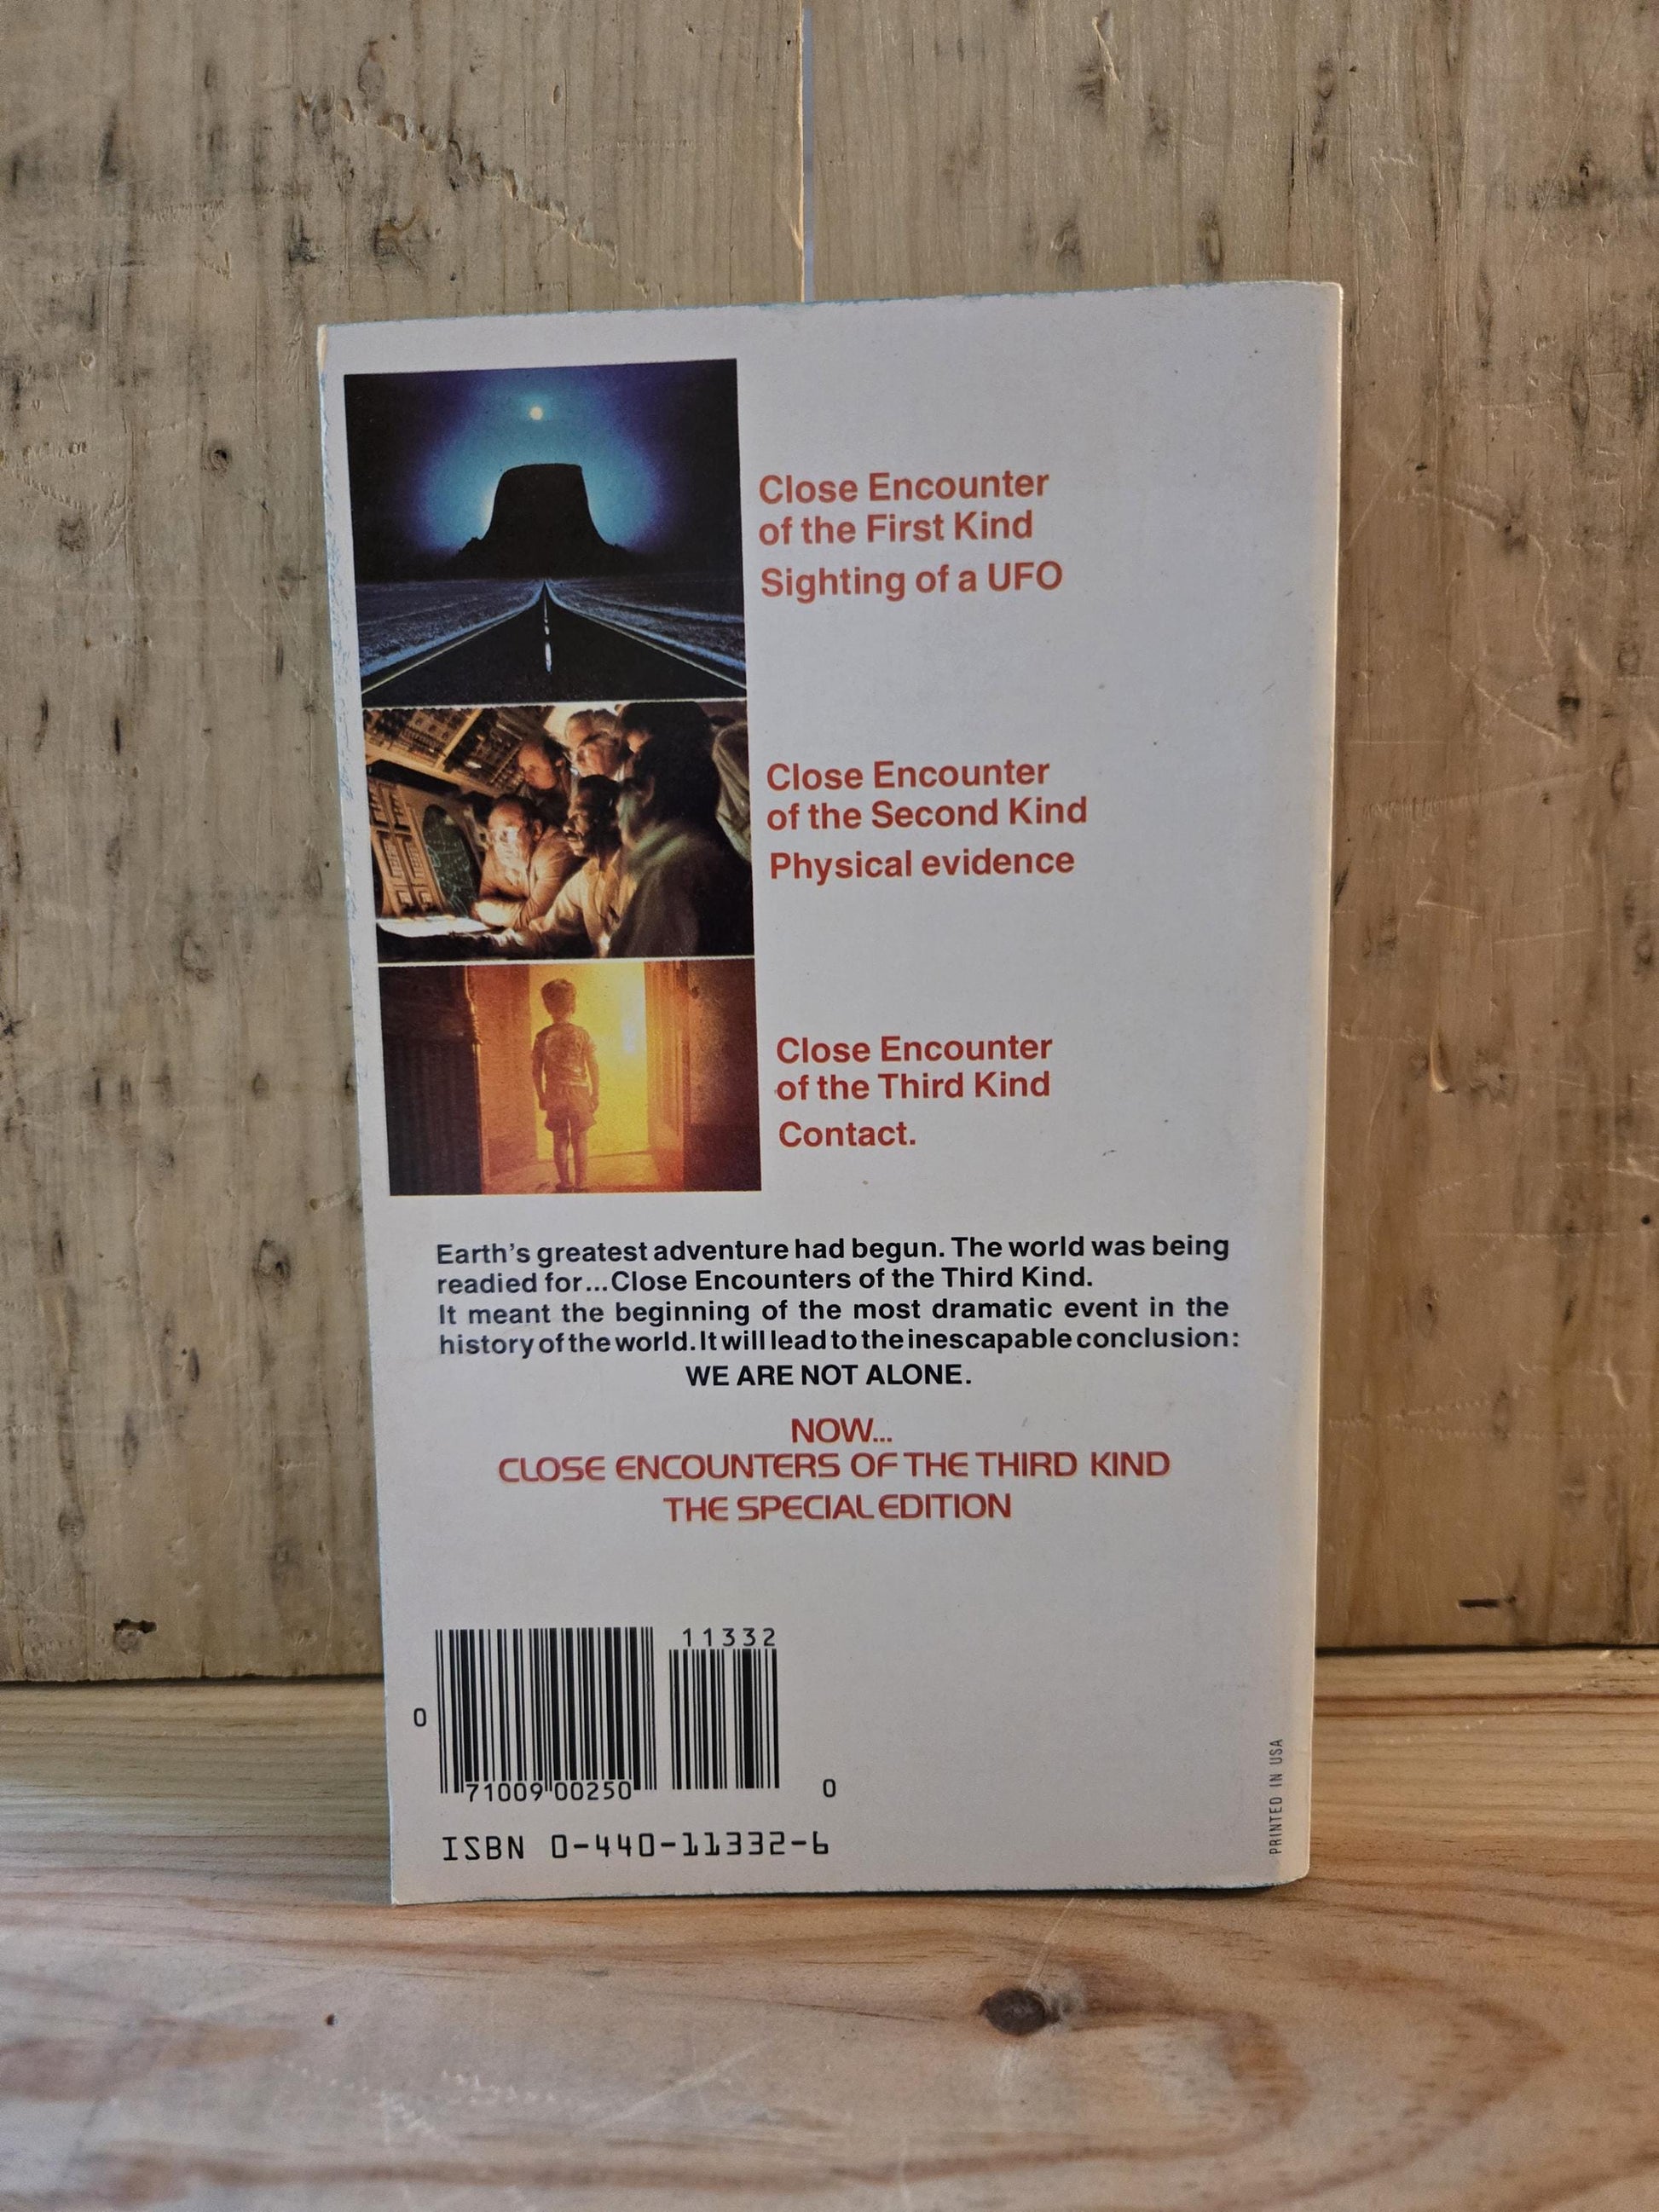 Close Encounter
of the First Kind
Sighting of a UFO
Close Encounter
of the Second Kind
Physical evidence
Close Encounter
of the Third Kind
Contact.
Earth's greatest adventure had begun. The world was being
readied for...Close Encounters of the Third Kind.
It meant the beginning of the most dramatic event in the
history of the world. It will lead to the inescapable conclusion:
WE ARE NOT ALONE.
NOW...
CLOSE ENCOUNTERS OF THE THIRD KIND
THE SPECIAL EDITION
11332
0
71009 00250
0
ISBN 0-440-11332-6
PRINTED IN USA